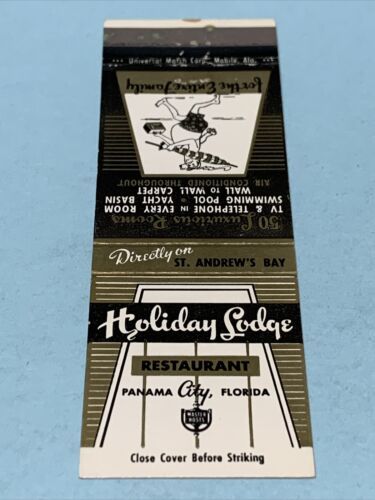 Universal Match Corp., Mobile, Ala.
For the Entire Family
50 Luxurious Rooms
TV & TELEPHONE IN EVERY ROOM
SWIMMING POOL • YACHT BASIN
WALL to WALL CARPET
AIR CONDITIONED THROUGHOUT
Directly on
ST. ANDREW'S BAY
Holiday Lodge
RESTAURANT
PANAMA City, FLORIDA
MASTER
HOSTS
Close Cover Before Striking